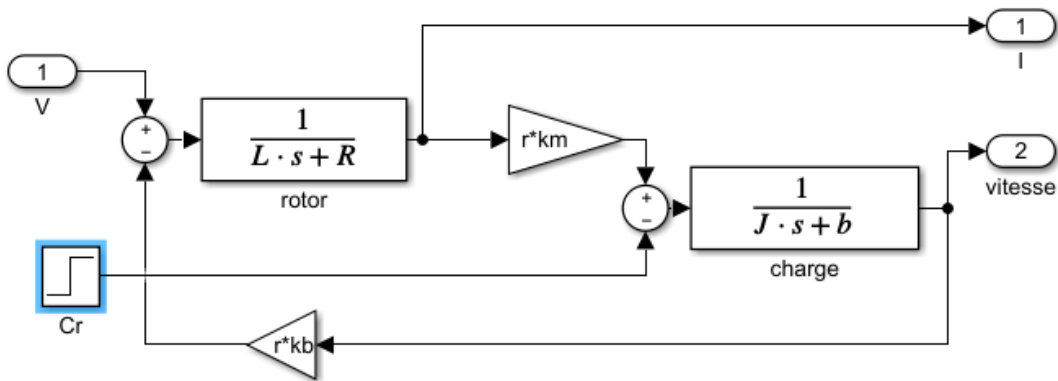 1
I
1
V
+
−
1
L · s + R
rotor
r*km
+
−
1
J · s + b
charge
2
vitesse
Cr
r*kb